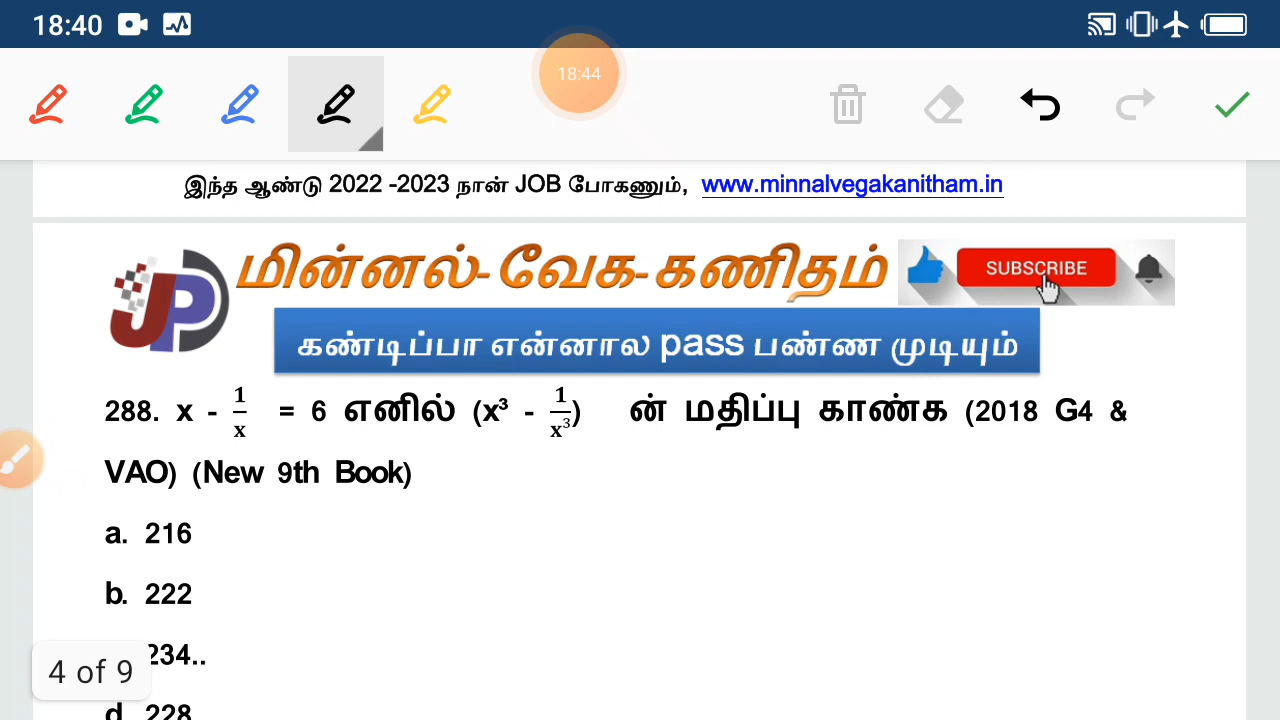 18:40
18:44
இந்த ஆண்டு 2022 -2023 நான் JOB போகணும், www.minnalvegakanitham.in
JP மின்னல்-வேக-கணிதம் SUBSCRIBE
கண்டிப்பா என்னால pass பண்ண முடியும்
288. x - 1/x = 6 எனில் (x³ - 1/x³) ன் மதிப்பு காண்க (2018 G4 &
VAO) (New 9th Book)
a. 216
b. 222
234..
d. 228
4 of 9